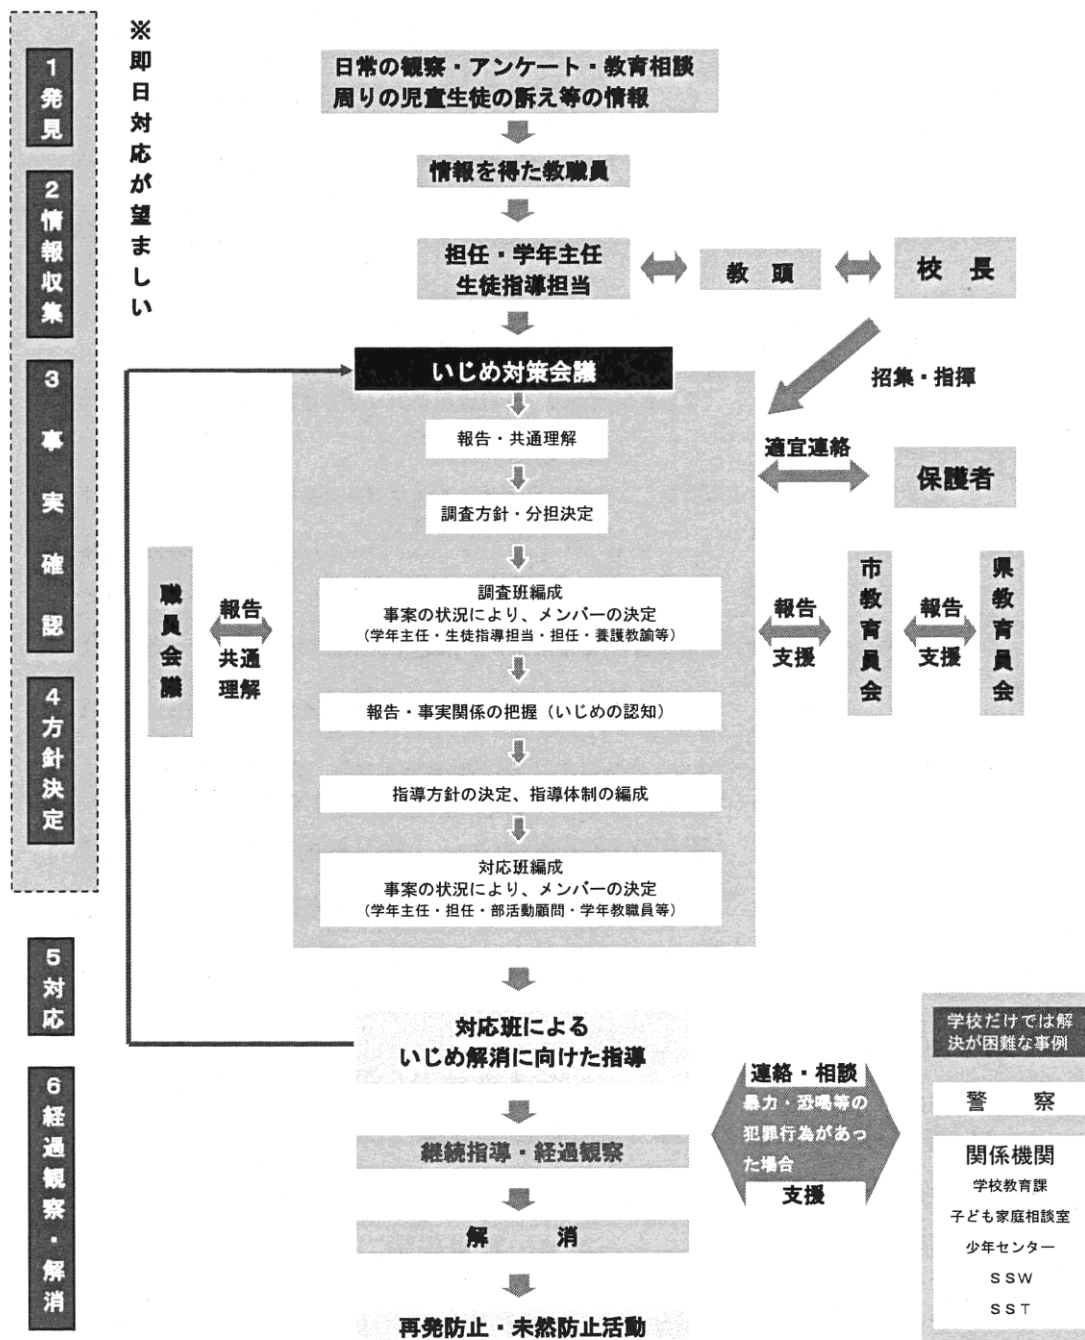 ※即日対応が望ましい
1発見
2情報収集
3事実確認
4方針決定
5対応
6経過観察・解消
日常の観察・アンケート・教育相談
周りの児童生徒の訴え等の情報
情報を得た教職員
担任・学年主任
生徒指導担当
教　頭
校　長
招集・指揮
いじめ対策会議
報告・共通理解
調査方針・分担決定
調査班編成
事案の状況により、メンバーの決定
（学年主任・生徒指導担当・担任・養護教諭等）
報告・事実関係の把握（いじめの認知）
指導方針の決定、指導体制の編成
対応班編成
事案の状況により、メンバーの決定
（学年主任・担任・部活動顧問・学年教職員等）
職員会議
報告
共通
理解
適宜連絡
保護者
報告
支援
市教育員会
報告
支援
県教育員会
対応班による
いじめ解消に向けた指導
継続指導・経過観察
解　　消
再発防止・未然防止活動
連絡・相談
暴力・恐喝等の
犯罪行為があっ
た場合
支援
学校だけでは解
決が困難な事例
警　　察
関係機関
学校教育課
子ども家庭相談室
少年センター
SSW
SST